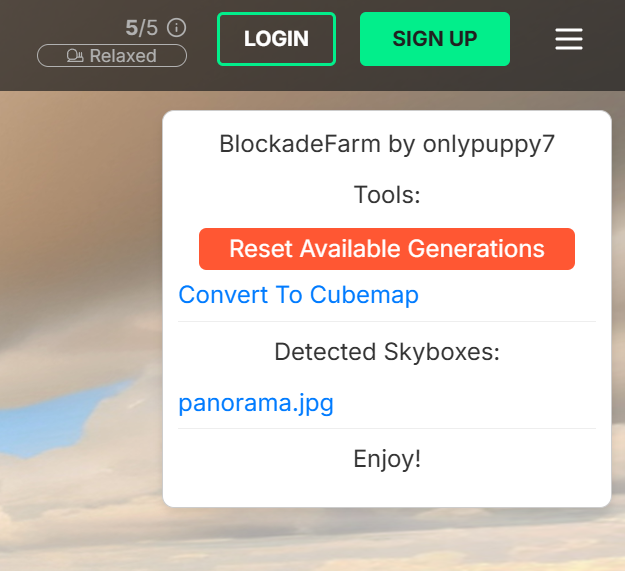 5/5
Relaxed
LOGIN
SIGN UP
BlockadeFarm by onlypuppy7
Tools:
Reset Available Generations
Convert To Cubemap
Detected Skyboxes:
panorama.jpg
Enjoy!